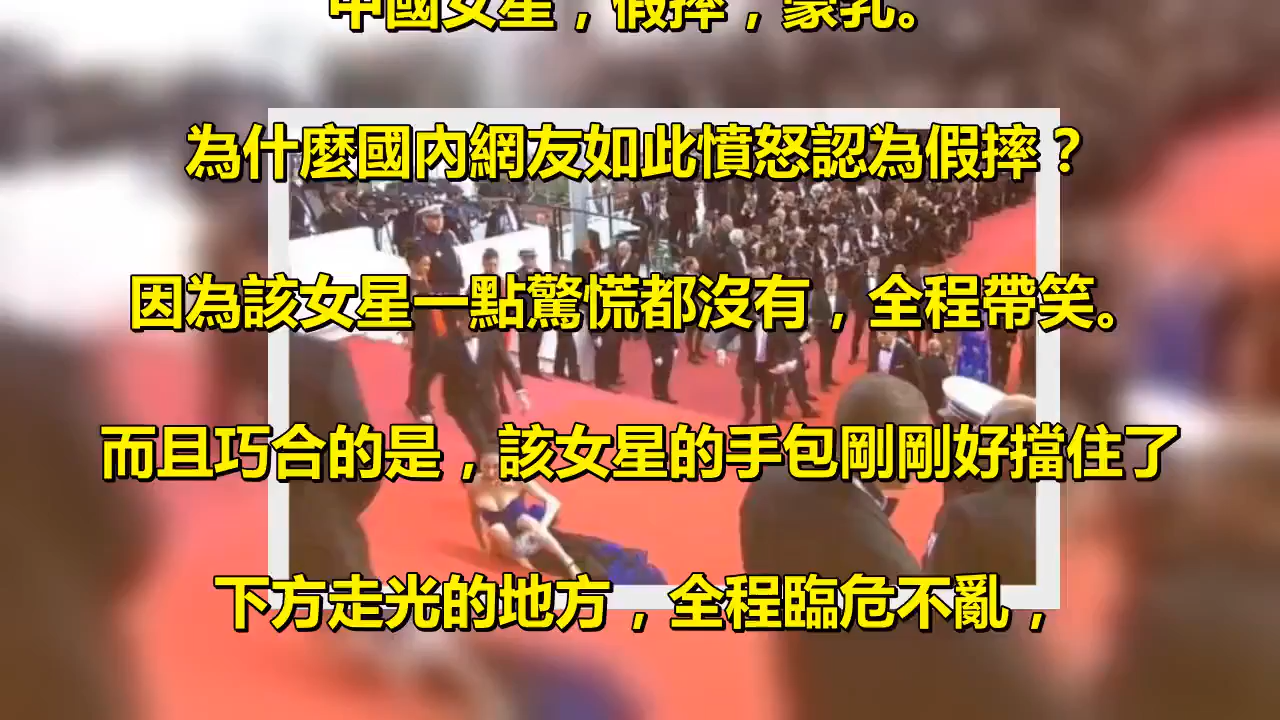 中國女星，假摔，蒙乳。
為什麼國內網友如此憤怒認為假摔？
因為該女星一點驚慌都沒有，全程帶笑。
而且巧合的是，該女星的手包剛剛好擋住了
下方走光的地方，全程臨危不亂，